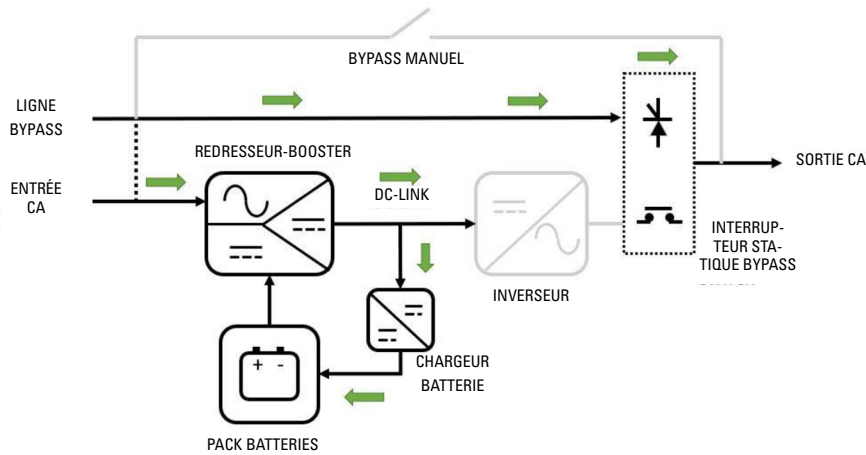 BYPASS MANUEL
LIGNE
BYPASS
REDRESSEUR-BOOSTER
ENTRÉE
CA
DC-LINK
SORTIE CA
INTERRUP-
TEUR STA-
TIQUE BYPASS
INVERSEUR
+ -
CHARGEUR
BATTERIE
PACK BATTERIES